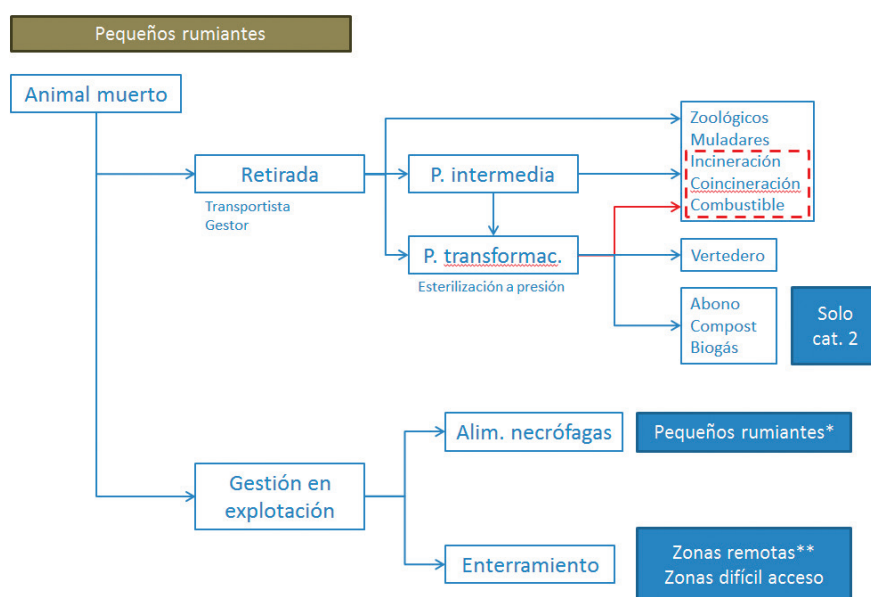 Pequeños rumiantes
Animal muerto
Retirada
Transportista
Gestor
P. intermedia
P. transformac.
Esterilización a presión
Zoológicos
Muladares
Incineración
Coincineración
Combustible
Vertedero
Abono
Compost
Biogás
Solo
cat. 2
Gestión en
explotación
Alim. necrófagas
Pequeños rumiantes*
Enterramiento
Zonas remotas**
Zonas difícil acceso